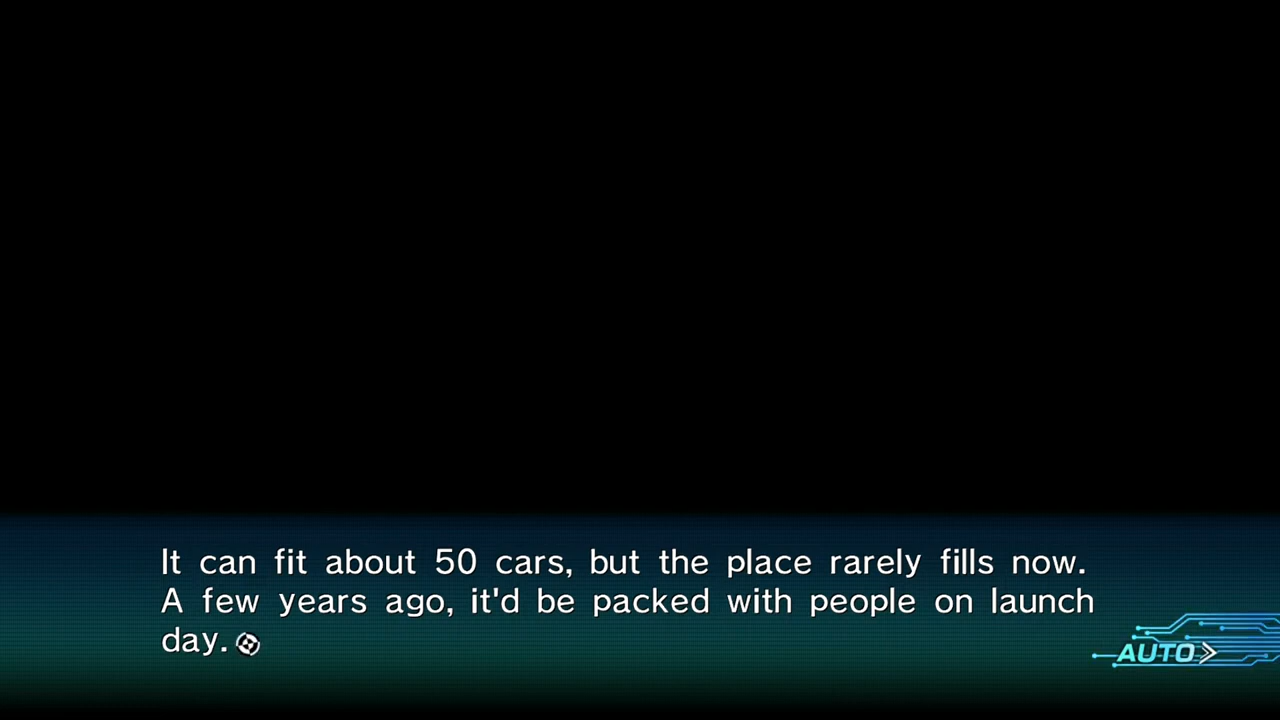 It can fit about 50 cars, but the place rarely fills now.
A few years ago, it'd be packed with people on launch
day.
AUTO